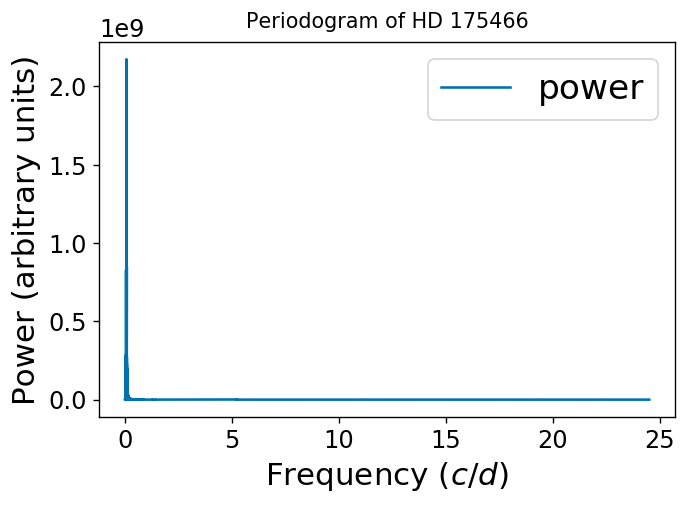 Periodogram of HD 175466
1e9
power
2.0
1.5
1.0
0.5
0.0
Power (arbitrary units)
0 5 10 15 20 25
Frequency (c/d)